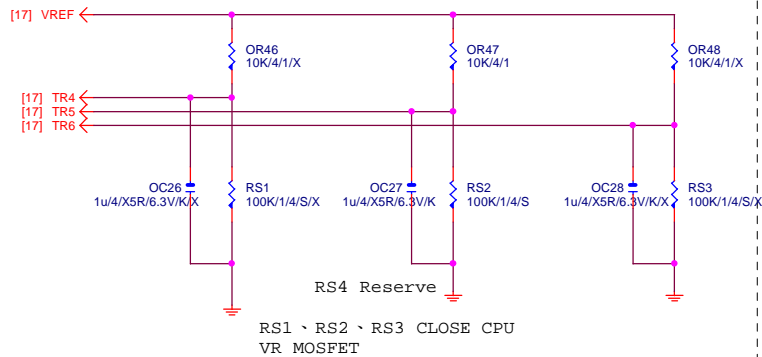 [17] VREF
OR46
10K/4/1/X
OR47
10K/4/1
OR48
10K/4/1/X
[17] TR4
[17] TR5
[17] TR6
OC26
1u/4/X5R/6.3V/K/X
RS1
100K/1/4/S/X
OC27
1u/4/X5R/6.3V/K
RS2
100K/1/4/S
OC28
1u/4/X5R/6.3V/K/X
RS3
100K/1/4/S/X
RS4 Reserve
RS1、RS2、RS3 CLOSE CPU
VR MOSFET